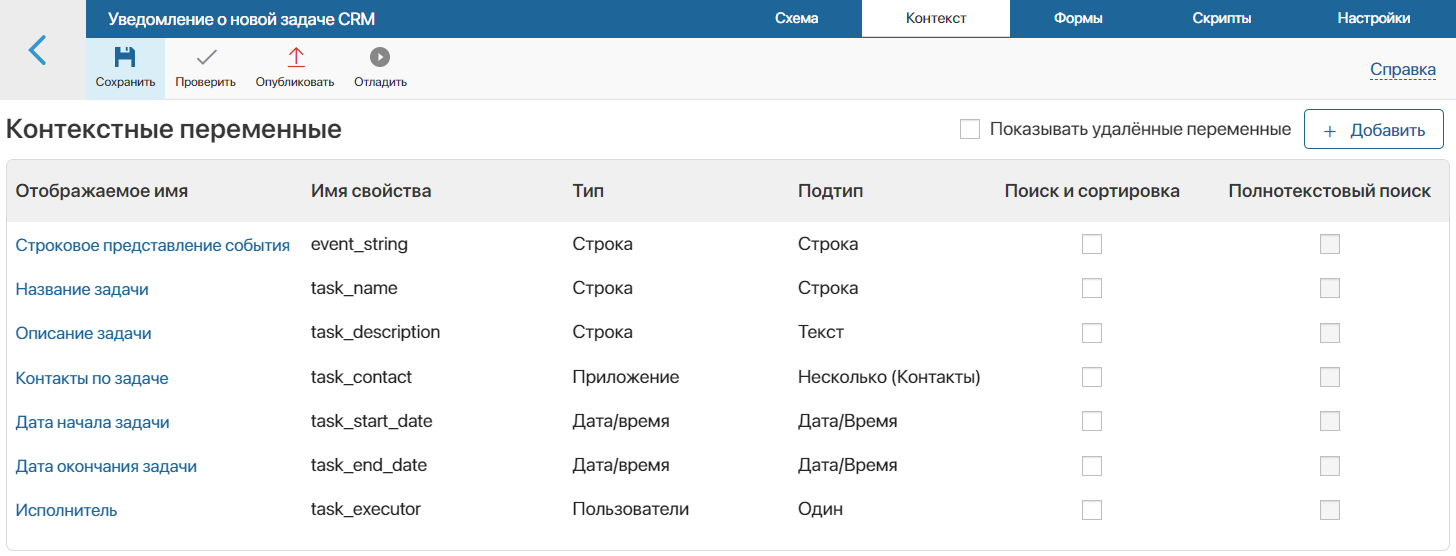 Уведомление о новой задаче CRM Схема Контекст Формы Скрипты Настройки
Сохранить Проверить Опубликовать Отладить Справка
Контекстные переменные Показывать удалённые переменные + Добавить
Отображаемое имя Имя свойства Тип Подтип Поиск и сортировка Полнотекстовый поиск
Строковое представление события event_string Строка Строка
Название задачи task_name Строка Строка
Описание задачи task_description Строка Текст
Контакты по задаче task_contact Приложение Несколько (Контакты)
Дата начала задачи task_start_date Дата/время Дата/Время
Дата окончания задачи task_end_date Дата/время Дата/Время
Исполнитель task_executor Пользователи Один